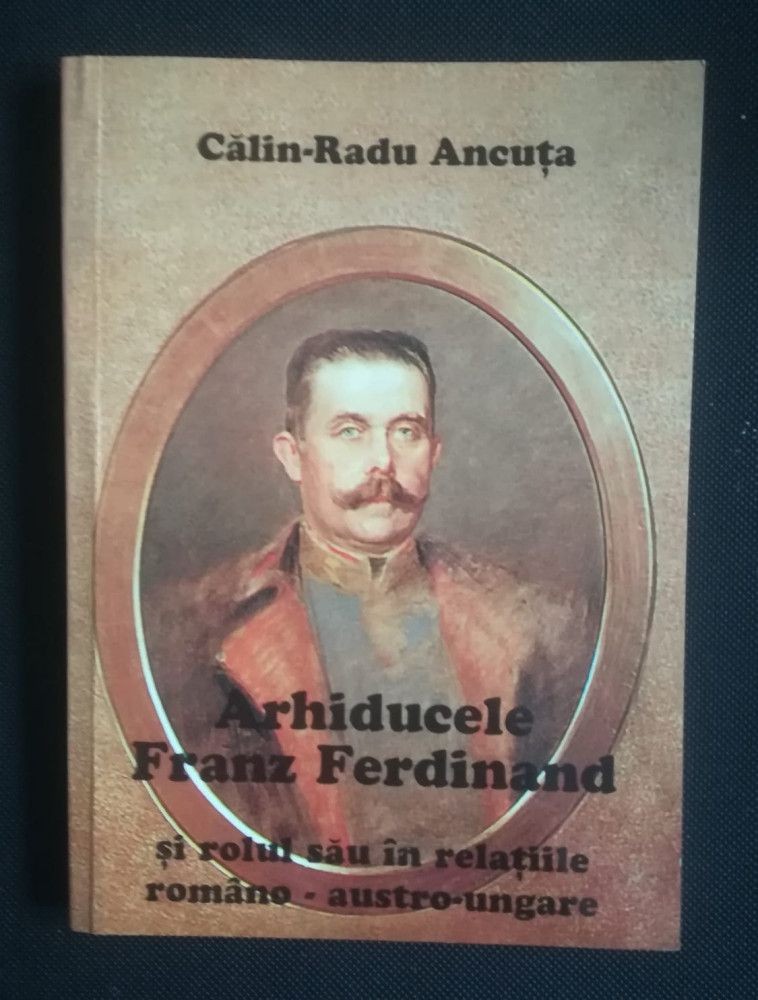 Călin-Radu Ancuța
Arhiducele
Franz Ferdinand
și rolul său în relațiile
româno - austro-ungare